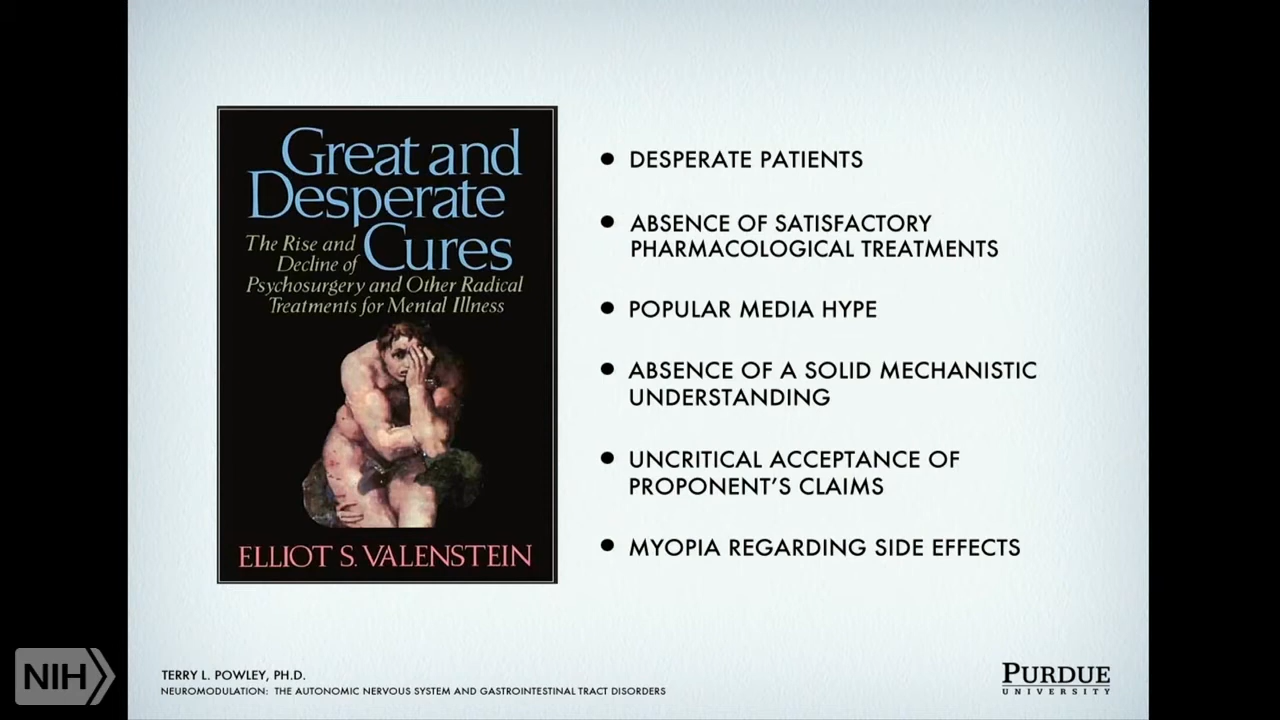 Great and
Desperate
The Rise and
Decline of
Cures
Psychosurgery and Other Radical
Treatments for Mental Illness
ELLIOT S. VALENSTEIN
• DESPERATE PATIENTS
• ABSENCE OF SATISFACTORY
PHARMACOLOGICAL TREATMENTS
• POPULAR MEDIA HYPE
• ABSENCE OF A SOLID MECHANISTIC
UNDERSTANDING
• UNCRITICAL ACCEPTANCE OF
PROPONENT’S CLAIMS
• MYOPIA REGARDING SIDE EFFECTS
NIH
TERRY L. POWLEY, PH.D.
NEUROMODULATION: THE AUTONOMIC NERVOUS SYSTEM AND GASTROINTESTINAL TRACT DISORDERS
PURDUE
UNIVERSITY